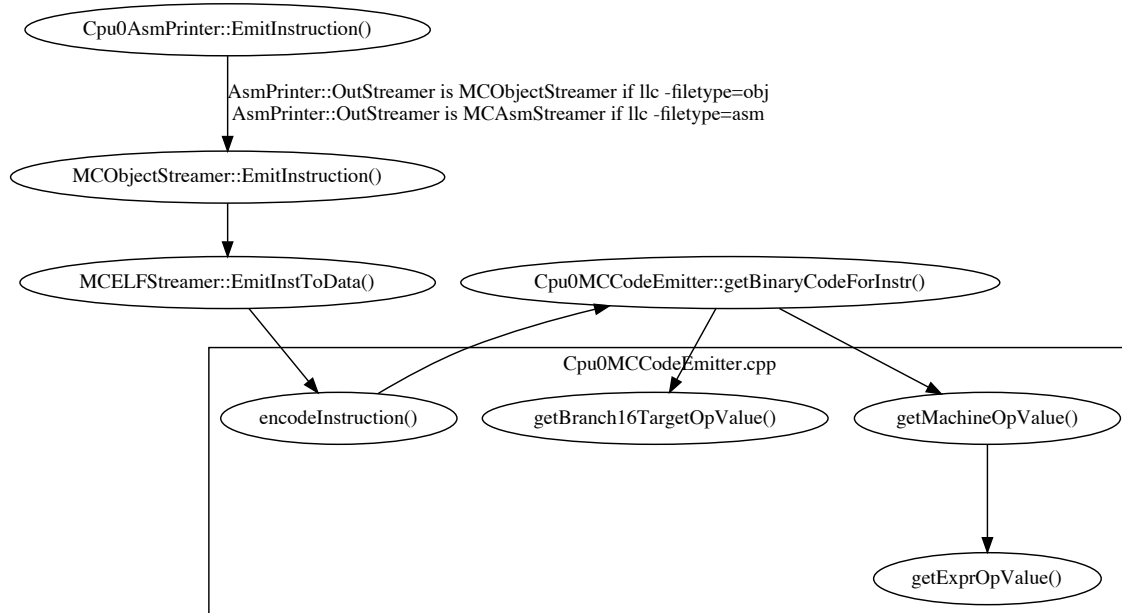 Cpu0AsmPrinter::EmitInstruction()
AsmPrinter::OutStreamer is MCObjectStreamer if llc -filetype=obj
AsmPrinter::OutStreamer is MCAsmStreamer if llc -filetype=asm
MCObjectStreamer::EmitInstruction()
MCELFStreamer::EmitInstToData()
Cpu0MCCodeEmitter::getBinaryCodeForInstr()
Cpu0MCCodeEmitter.cpp
encodeInstruction()
getBranch16TargetOpValue()
getMachineOpValue()
getExprOpValue()